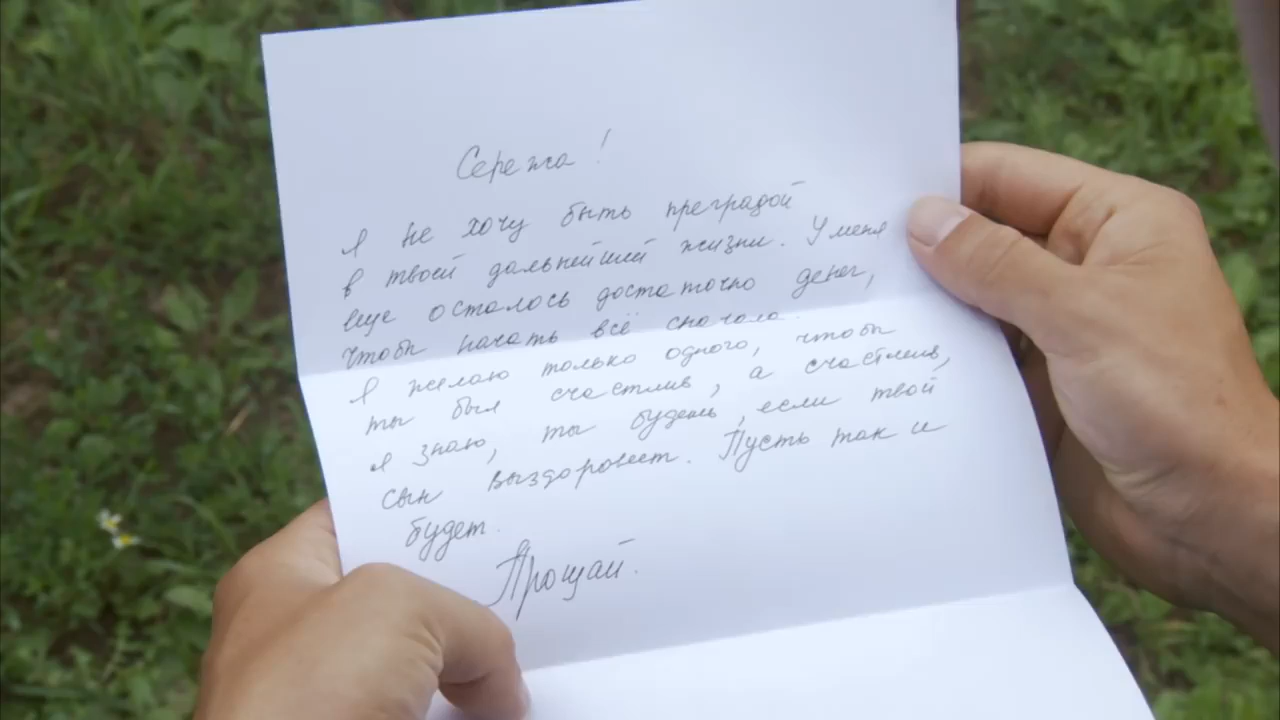 Сережа!
Я не хочу быть преградой
в твоей дальнейшей жизни. У меня
еще осталось достаточно денег,
чтобы начать всё сначала.
Я желаю только одного, чтобы
ты был счастлив, а счастлив,
я знаю, ты будешь, если твой
сын выздоровеет. Пусть так и
будет.
Прощай.